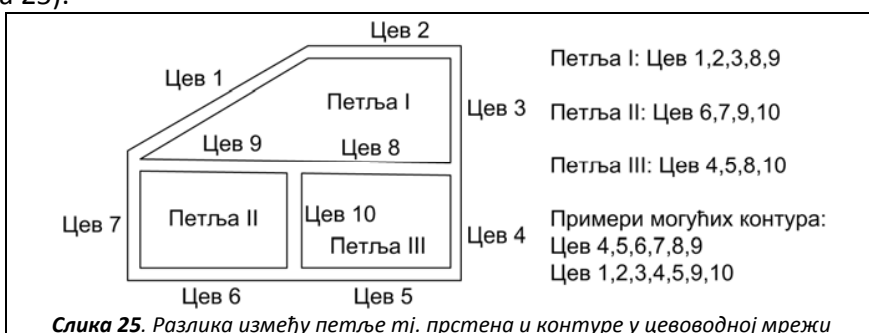 а 25).
Цев 2
Цев 1
Петља I
Цев 3
Цев 9
Цев 8
Цев 7
Петља II
Цев 10
Петља III
Цев 4
Цев 6
Цев 5
Петља I: Цев 1,2,3,8,9
Петља II: Цев 6,7,9,10
Петља III: Цев 4,5,8,10
Примери могућих контура:
Цев 4,5,6,7,8,9
Цев 1,2,3,4,5,9,10
Слика 25. Разлика између петље тј. прстена и контуре у цевоводној мрежи